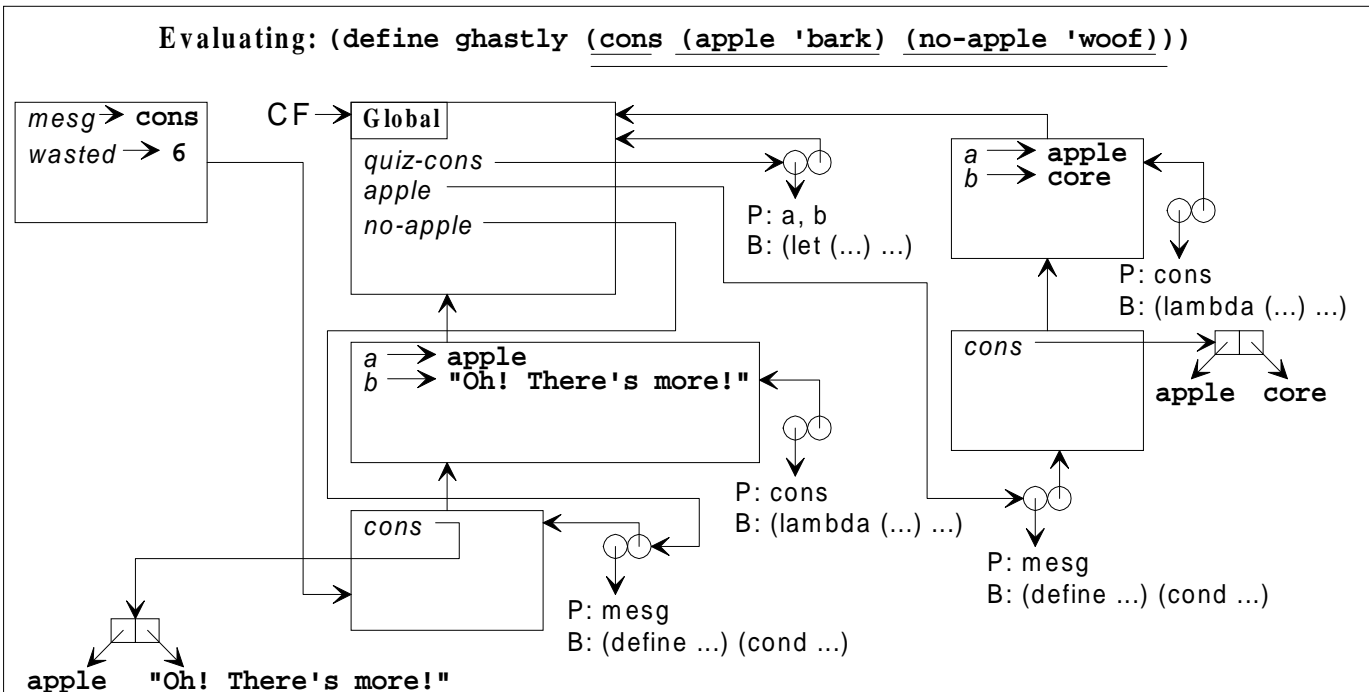 Evaluating: (define ghastly (cons (apple 'bark) (no-apple 'woof)))
mesg cons
wasted 6
CF
Global
quiz-cons
apple
no-apple
P: a, b
B: (let (...) ...)
a apple
b core
P: cons
B: (lambda (...) ...)
a apple
b "Oh! There's more!"
P: cons
B: (lambda (...) ...)
cons
apple core
cons
P: mesg
B: (define ...) (cond ...)
P: mesg
B: (define ...) (cond ...)
apple "Oh! There's more!"